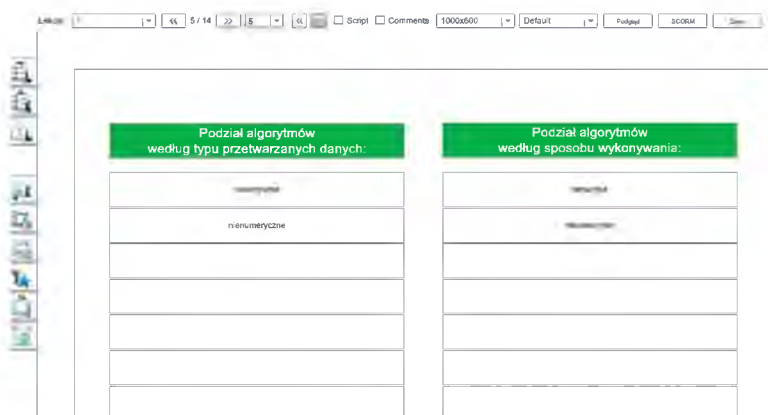 Lekcja
5 / 14
5
Script
Comments
1000x600
Default
Podgląd
SCORM
Podział algorytmów
według typu przetwarzanych danych:
nienumeryczne
Podział algorytmów
według sposobu wykonywania: